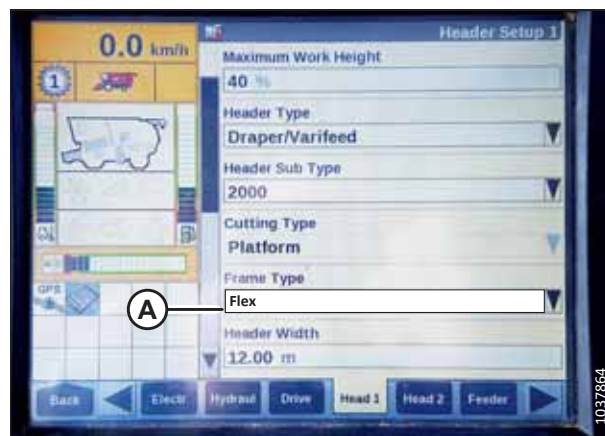 0.0 km/h
Header Setup 1
1
Maximum Work Height
40 %
Header Type
Draper/Varifeed
Header Sub Type
2000
Cutting Type
Platform
Frame Type
A
Flex
GPS
Header Width
12.00 m
Back
Electr
Hydraul
Drive
Head 1
Head 2
Feeder
1037864